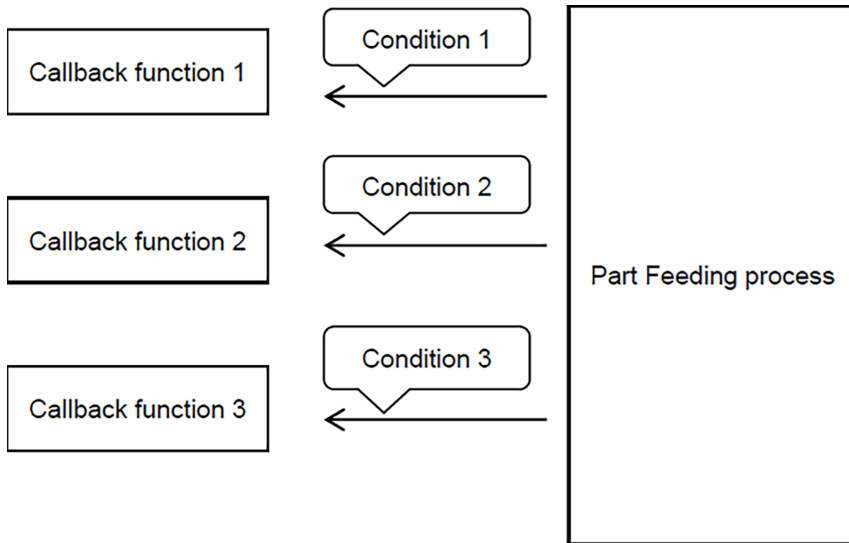 Callback function 1
Condition 1
Callback function 2
Condition 2
Part Feeding process
Callback function 3
Condition 3